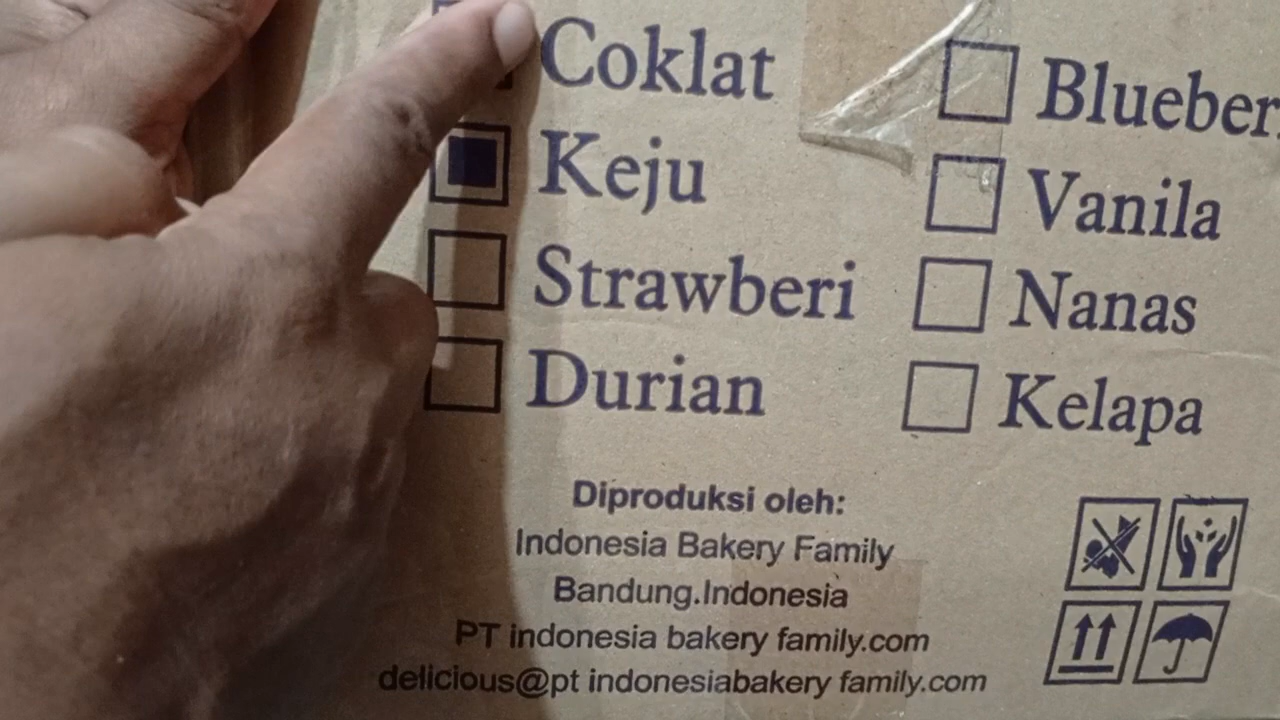 Coklat
Keju
Strawberi
Durian
Blueber
Vanila
Nanas
Kelapa
Diproduksi oleh:
Indonesia Bakery Family
Bandung.Indonesia
PT indonesia bakery family.com
delicious@pt indonesiabakery family.com